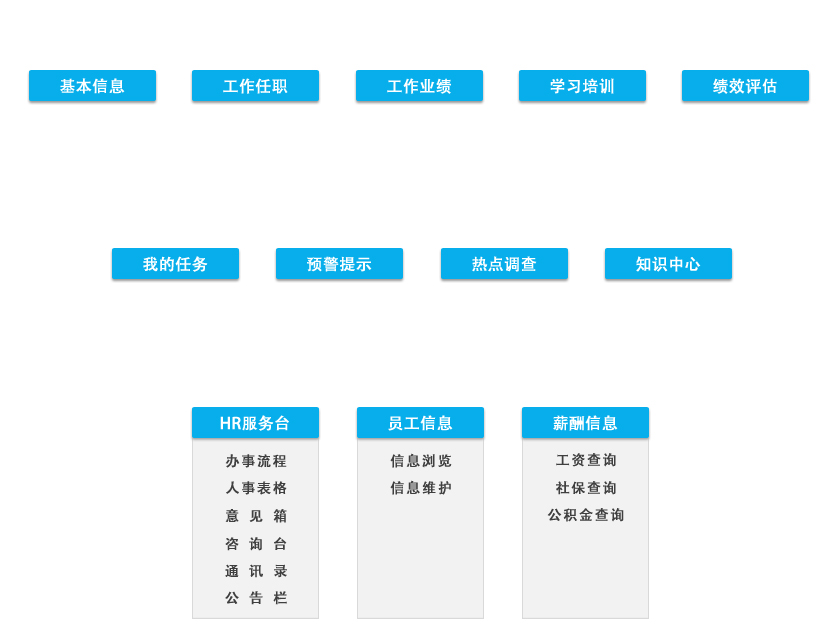 基本信息 工作任职 工作业绩 学习培训 绩效评估
我的任务 预警提示 热点调查 知识中心
HR服务台 员工信息 薪酬信息
办事流程 信息浏览 工资查询
人事表格 信息维护 社保查询
意见箱 公积金查询
咨询台
通讯录
公告栏